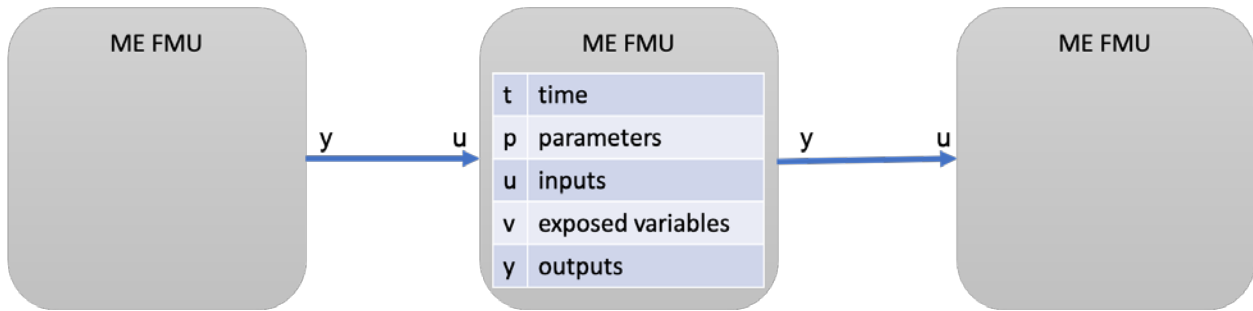 ME FMU
y u
ME FMU
t time
p parameters
u inputs
v exposed variables
y outputs
y u
ME FMU